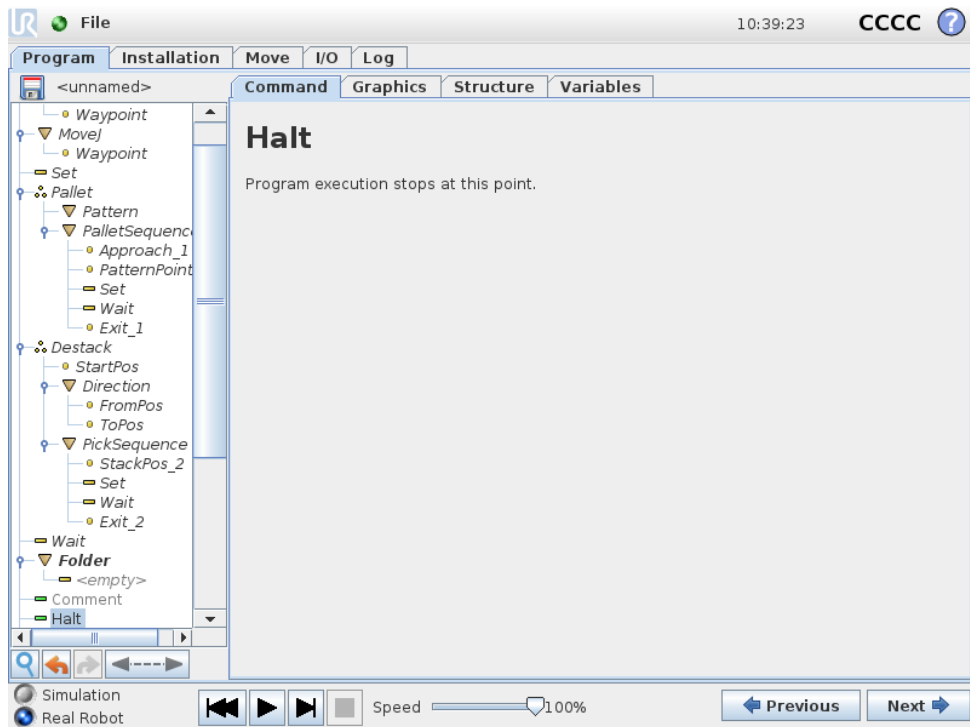 UR File 10:39:23 CCCC ?
Program Installation Move I/O Log
<unnamed> Command Graphics Structure Variables
Waypoint
MoveJ
Waypoint
Set
Pallet
Pattern
PalletSequenc
Approach_1
PatternPoint
Set
Wait
Exit_1
Destack
StartPos
Direction
FromPos
ToPos
PickSequence
StackPos_2
Set
Wait
Exit_2
Wait
Folder
<empty>
Comment
Halt
Halt
Program execution stops at this point.
Simulation
Real Robot
Speed 100%
Previous Next